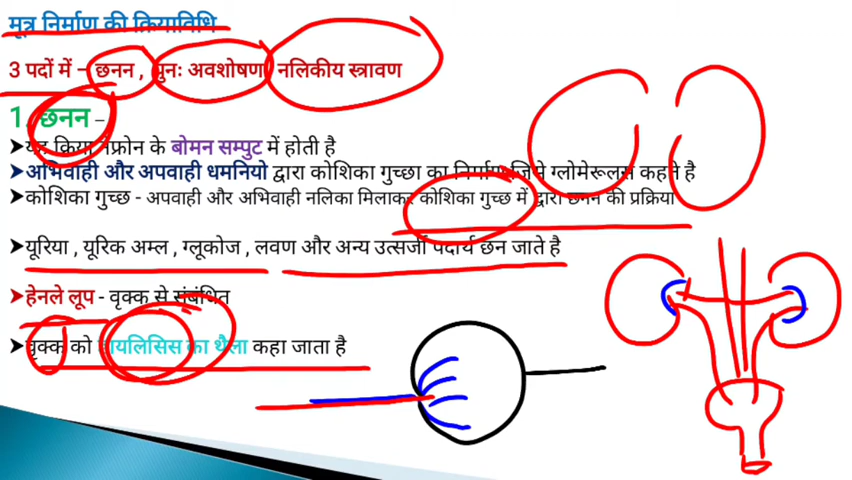 मूत्र निर्माण की क्रियाविधि
3 पदों में – छनन , पुनः अवशोषण नलिकीय स्त्रावण
1. छनन –
➤यह क्रिया नेफ्रोन के बोमन सम्पुट में होती है
➤अभिवाही और अपवाही धमनियो द्वारा कोशिका गुच्छा का निर्माण जिसे ग्लोमेरूलस कहते है
➤कोशिका गुच्छ - अपवाही और अभिवाही नलिका मिलाकर कोशिका गुच्छ में द्वारा छनन की प्रक्रिया
➤यूरिया , यूरिक अम्ल , ग्लूकोज , लवण और अन्य उत्सर्जी पदार्थ छन जाते है
➤हेनले लूप - वृक्क से संबंधित
➤वृक्क को डायलिसिस का थैला कहा जाता है